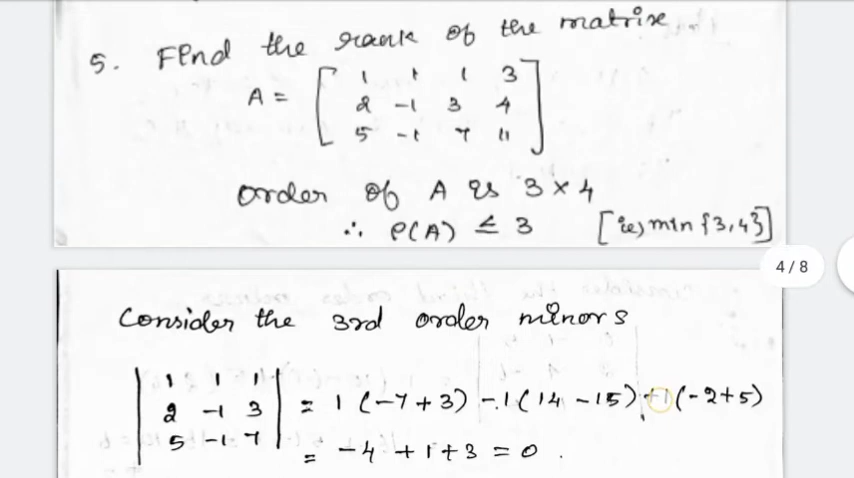 5. Find the rank of the matrix
A = [ 1 1 1 3
2 -1 3 4
5 -1 7 11 ]
order of A is 3 × 4
∴ ρ(A) ≤ 3 [ie) min {3,4}]
4/8
Consider the 3rd order minors
| 1 1 1 |
| 2 -1 3 | = 1 (-7+3) -1(14-15) +1(-2+5)
| 5 -1 7 |
= -4 + 1 + 3 = 0.